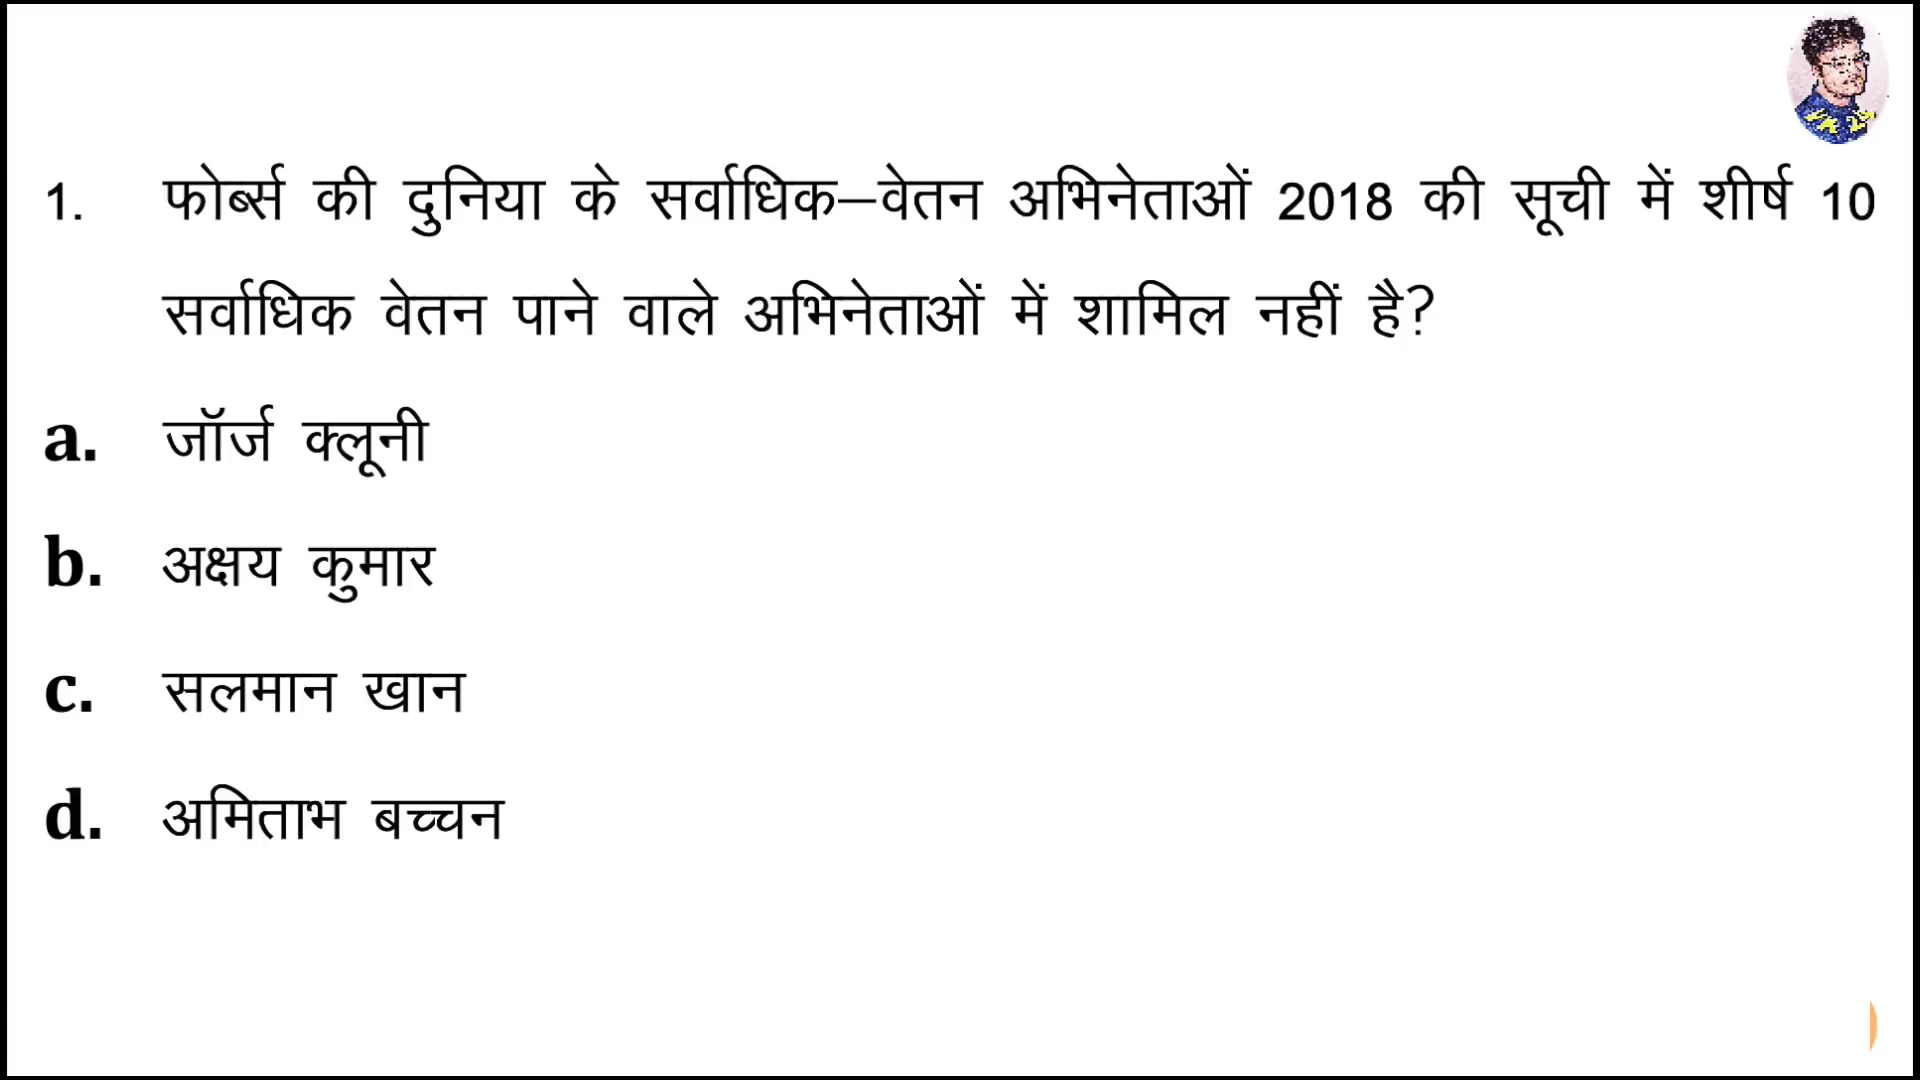 1. फोर्ब्स की दुनिया के सर्वाधिक–वेतन अभिनेताओं 2018 की सूची में शीर्ष 10
सर्वाधिक वेतन पाने वाले अभिनेताओं में शामिल नहीं है?
a. जॉर्ज क्लूनी
b. अक्षय कुमार
c. सलमान खान
d. अमिताभ बच्चन